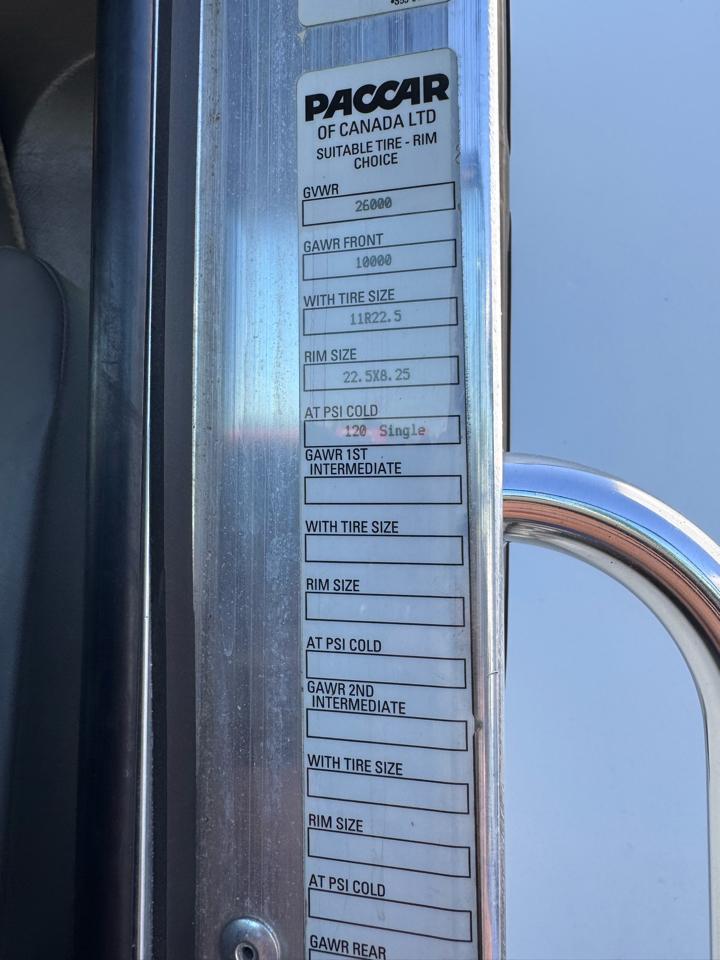 PACCAR
OF CANADA LTD
SUITABLE TIRE - RIM
CHOICE
GVWR
26000
GAWR FRONT
10000
WITH TIRE SIZE
11R22.5
RIM SIZE
22.5X8.25
AT PSI COLD
120 Single
GAWR 1ST
INTERMEDIATE
WITH TIRE SIZE
RIM SIZE
AT PSI COLD
GAWR 2ND
INTERMEDIATE
WITH TIRE SIZE
RIM SIZE
AT PSI COLD
GAWR REAR